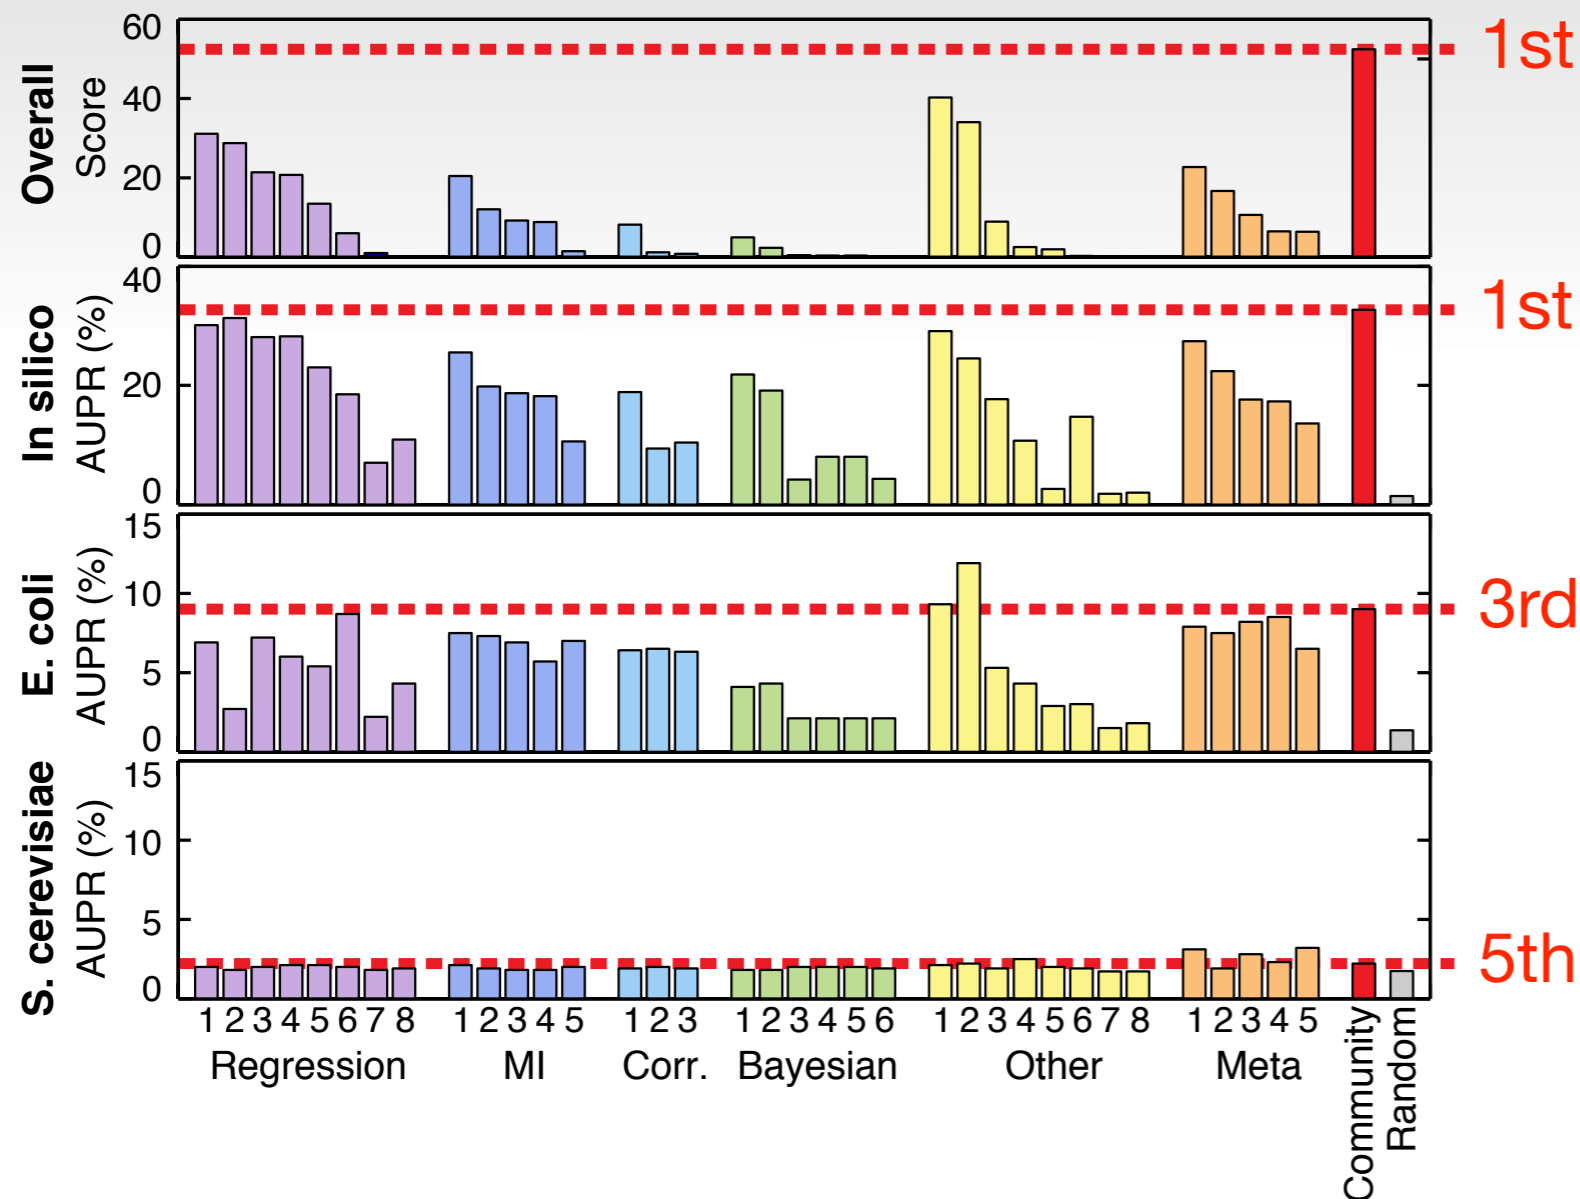 Overall
Score
60
40
20
0
1st
In silico
AUPR (%)
40
20
0
1st
E. coli
AUPR (%)
15
10
5
0
3rd
S. cerevisiae
AUPR (%)
15
10
5
0
5th
1 2 3 4 5 6 7 8 1 2 3 4 5 1 2 3 1 2 3 4 5 6 1 2 3 4 5 6 7 8 1 2 3 4 5
Regression MI Corr. Bayesian Other Meta
Community
Random